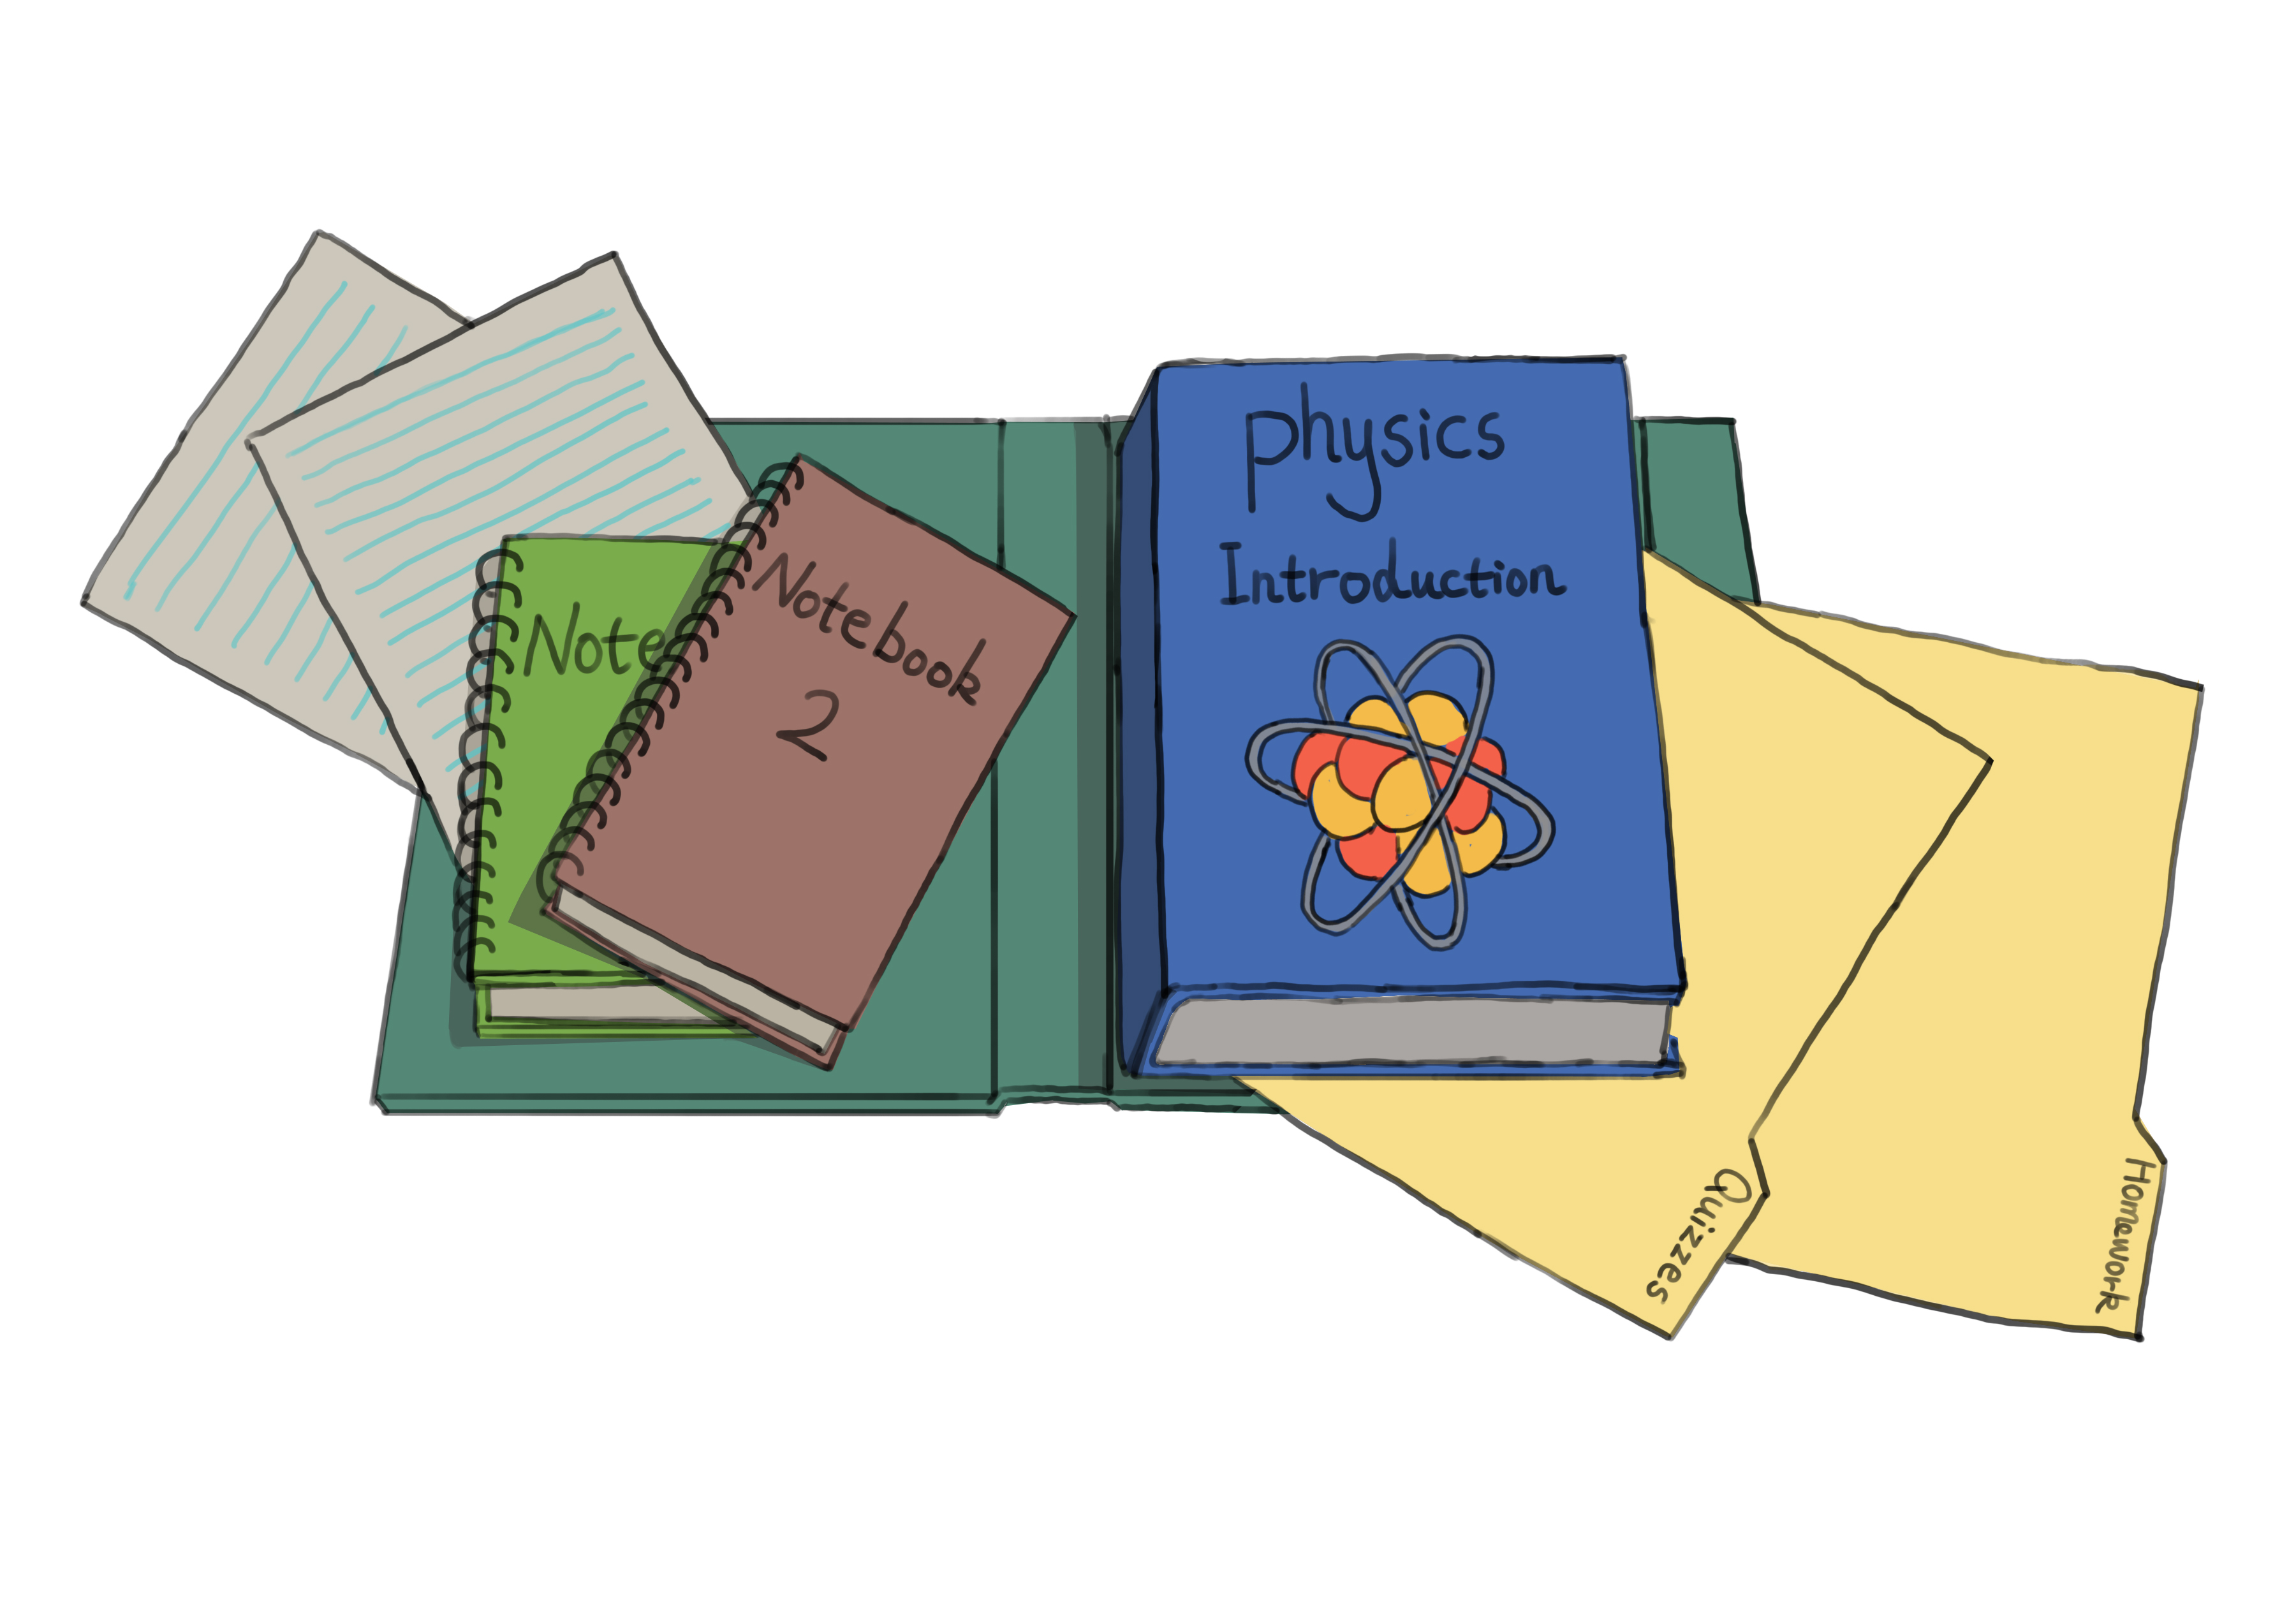 Note
Notebook
2
Physics
Introduction
Quizzes
Homework